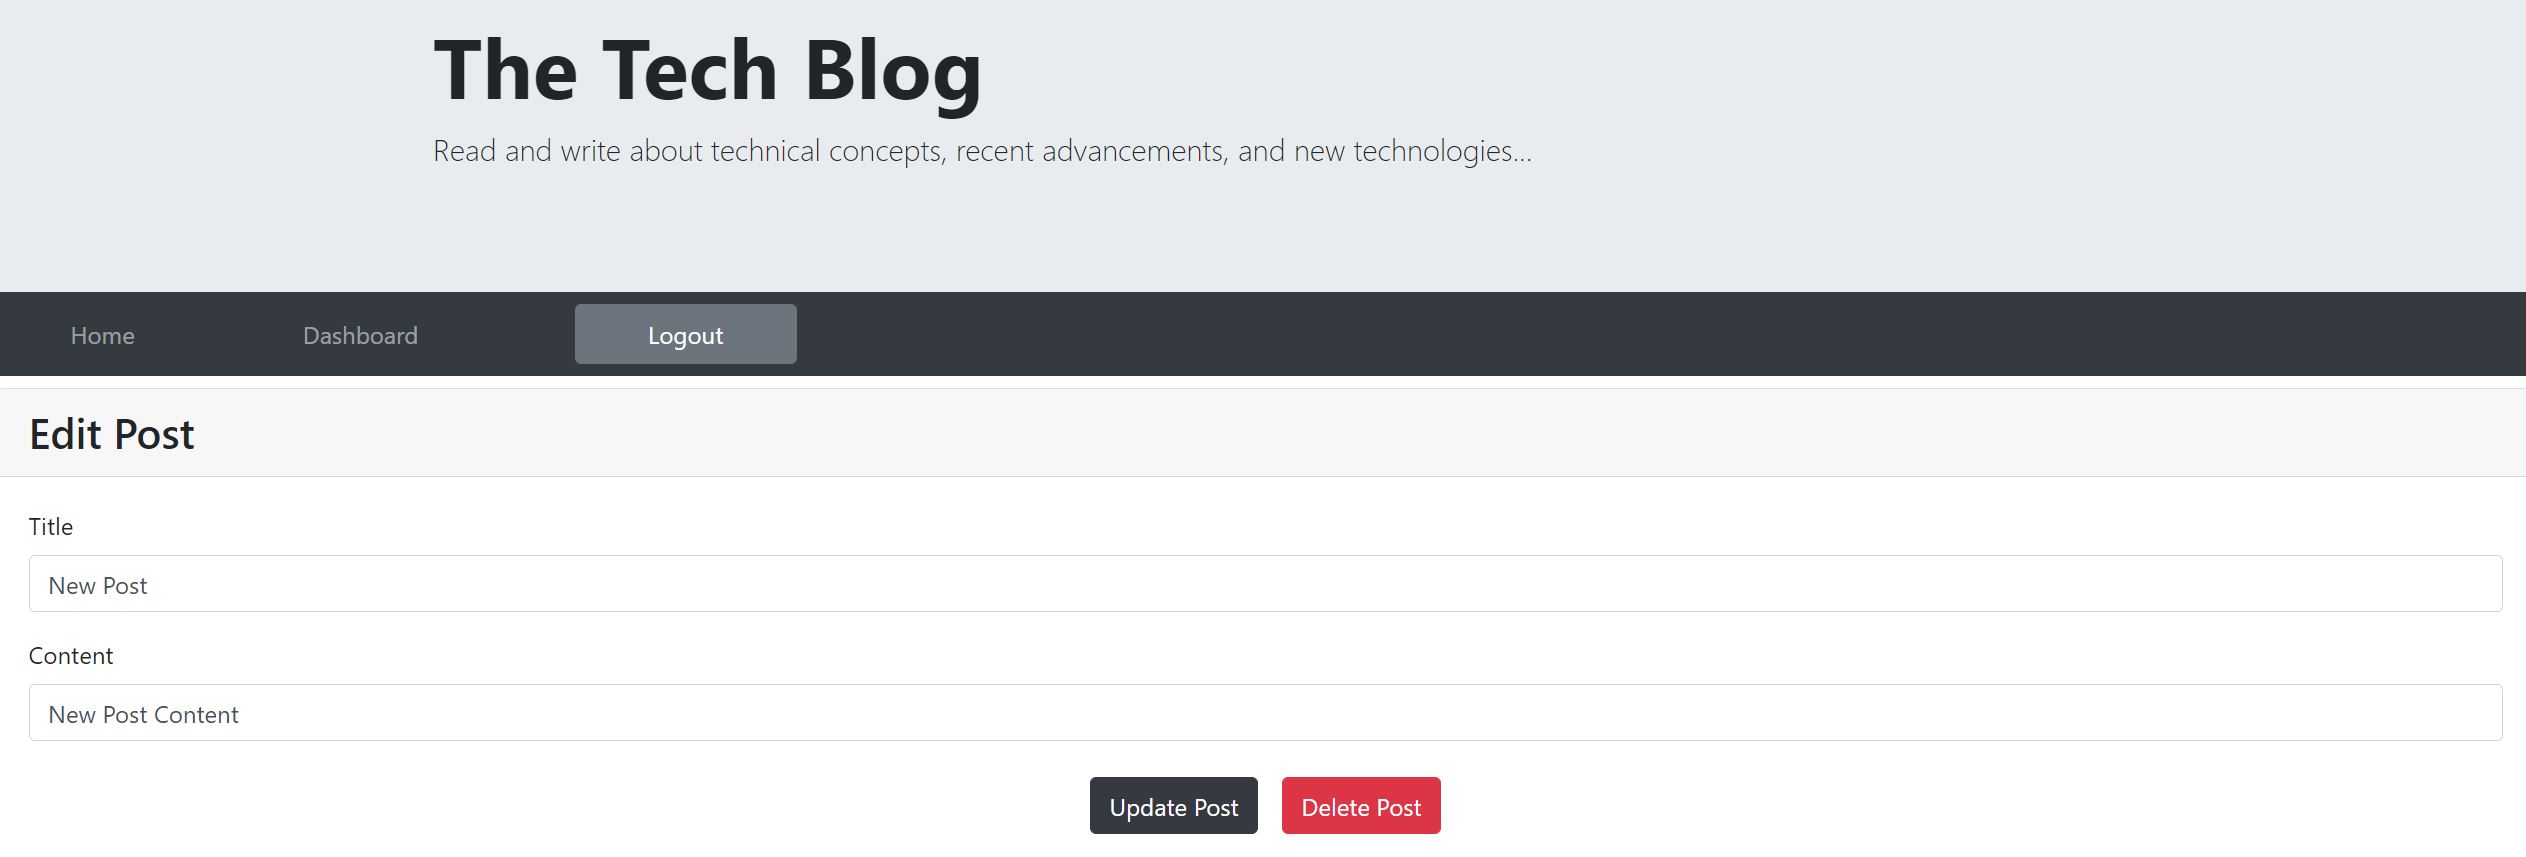 The Tech Blog
Read and write about technical concepts, recent advancements, and new technologies...
Home Dashboard Logout
Edit Post
Title
New Post
Content
New Post Content
Update Post Delete Post